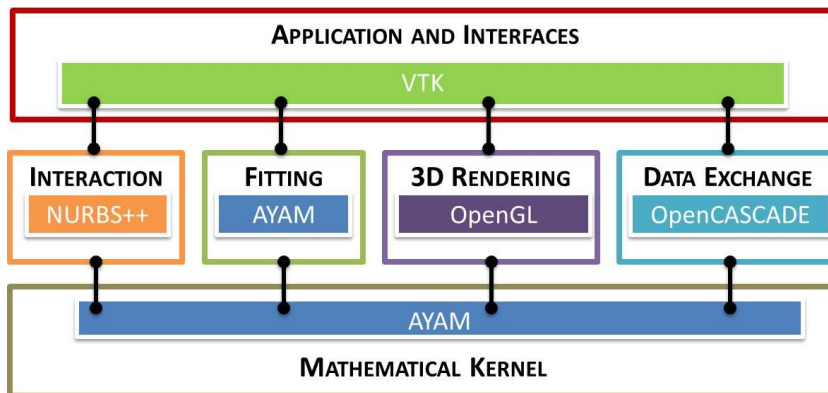 APPLICATION AND INTERFACES
VTK
INTERACTION
NURBS++
FITTING
AYAM
3D RENDERING
OpenGL
DATA EXCHANGE
OpenCASCADE
AYAM
MATHEMATICAL KERNEL